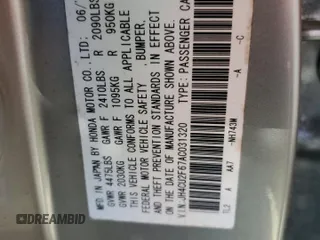 MFD. IN JAPAN BY HONDA MOTOR CO., LTD. 06/
GVWR 4475LBS GAWR F 2410LBS R 2090LBS
GVWR 2030KG GAWR F 1095KG R 950KG
THIS VEHICLE CONFORMS TO ALL APPLICABLE
FEDERAL MOTOR VEHICLE SAFETY, BUMPER,
AND THEFT PREVENTION STANDARDS IN EFFECT
ON THE DATE OF MANUFACTURE SHOWN ABOVE.
TYPE: PASSENGER CA
-A -C
AA7 NH743M
DREAMBID